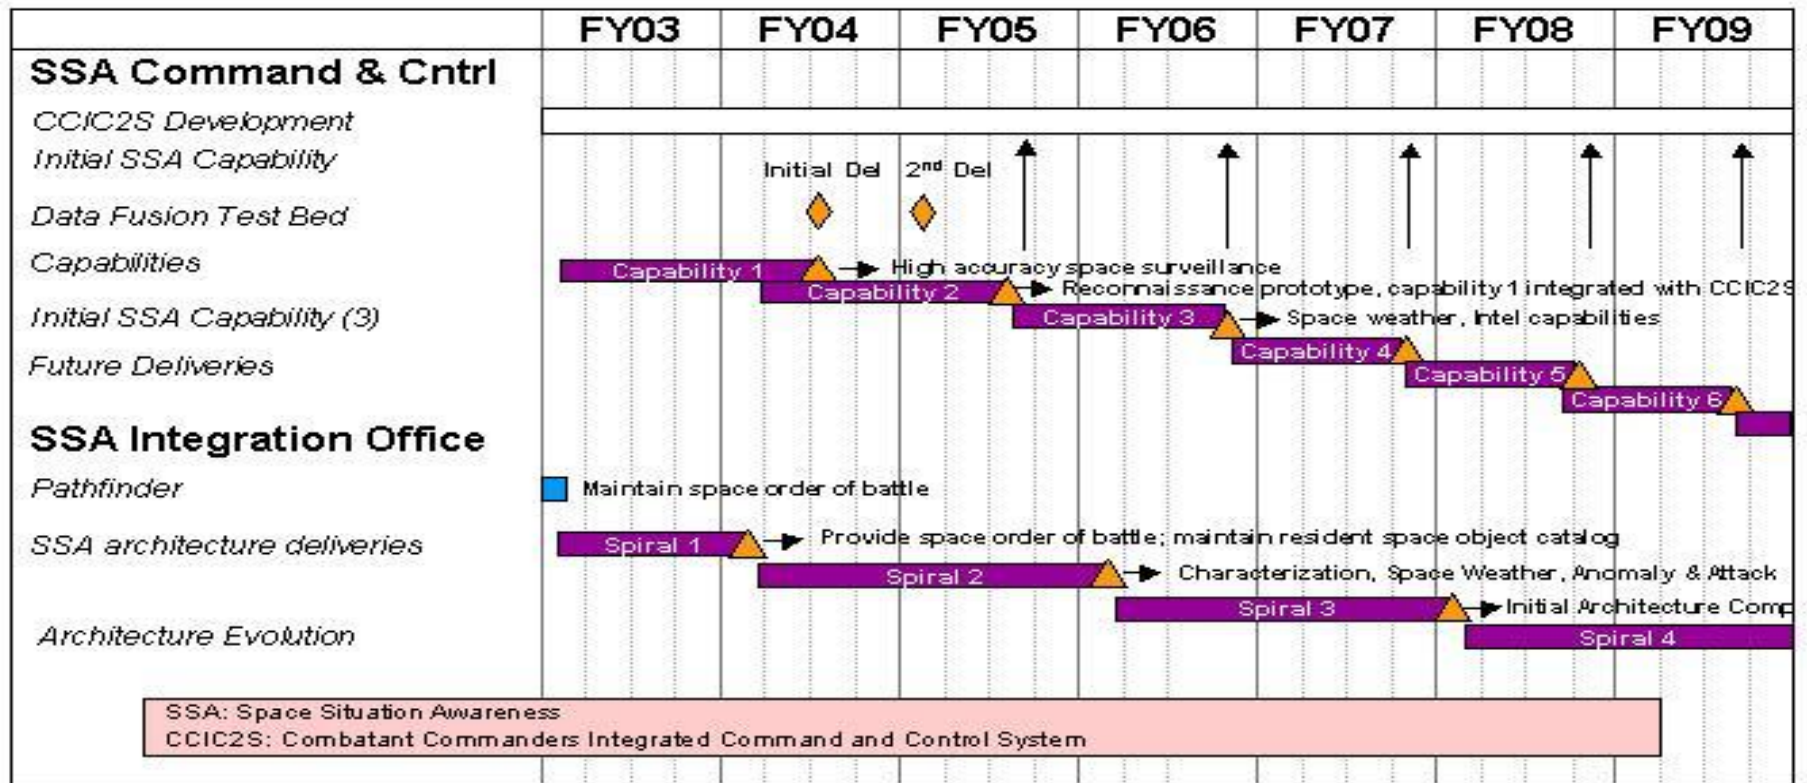 FY03 FY04 FY05 FY06 FY07 FY08 FY09
SSA Command & Cntrl
CCIC2S Development
Initial SSA Capability
Initial Del 2nd Del
Data Fusion Test Bed
Capabilities
Capability 1 High accuracy space surveillance
Capability 2 Reconnaissance prototype, capability 1 integrated with CCIC2S
Initial SSA Capability (3)
Capability 3 Space weather, Intel capabilities
Capability 4
Future Deliveries
Capability 5
Capability 6
SSA Integration Office
Pathfinder Maintain space order of battle
SSA architecture deliveries
Spiral 1 Provide space order of battle; maintain resident space object catalog
Spiral 2 Characterization, Space Weather, Anomaly & Attack
Spiral 3 Initial Architecture Comp
Architecture Evolution Spiral 4
SSA: Space Situation Awareness
CCIC2S: Combatant Commanders Integrated Command and Control System